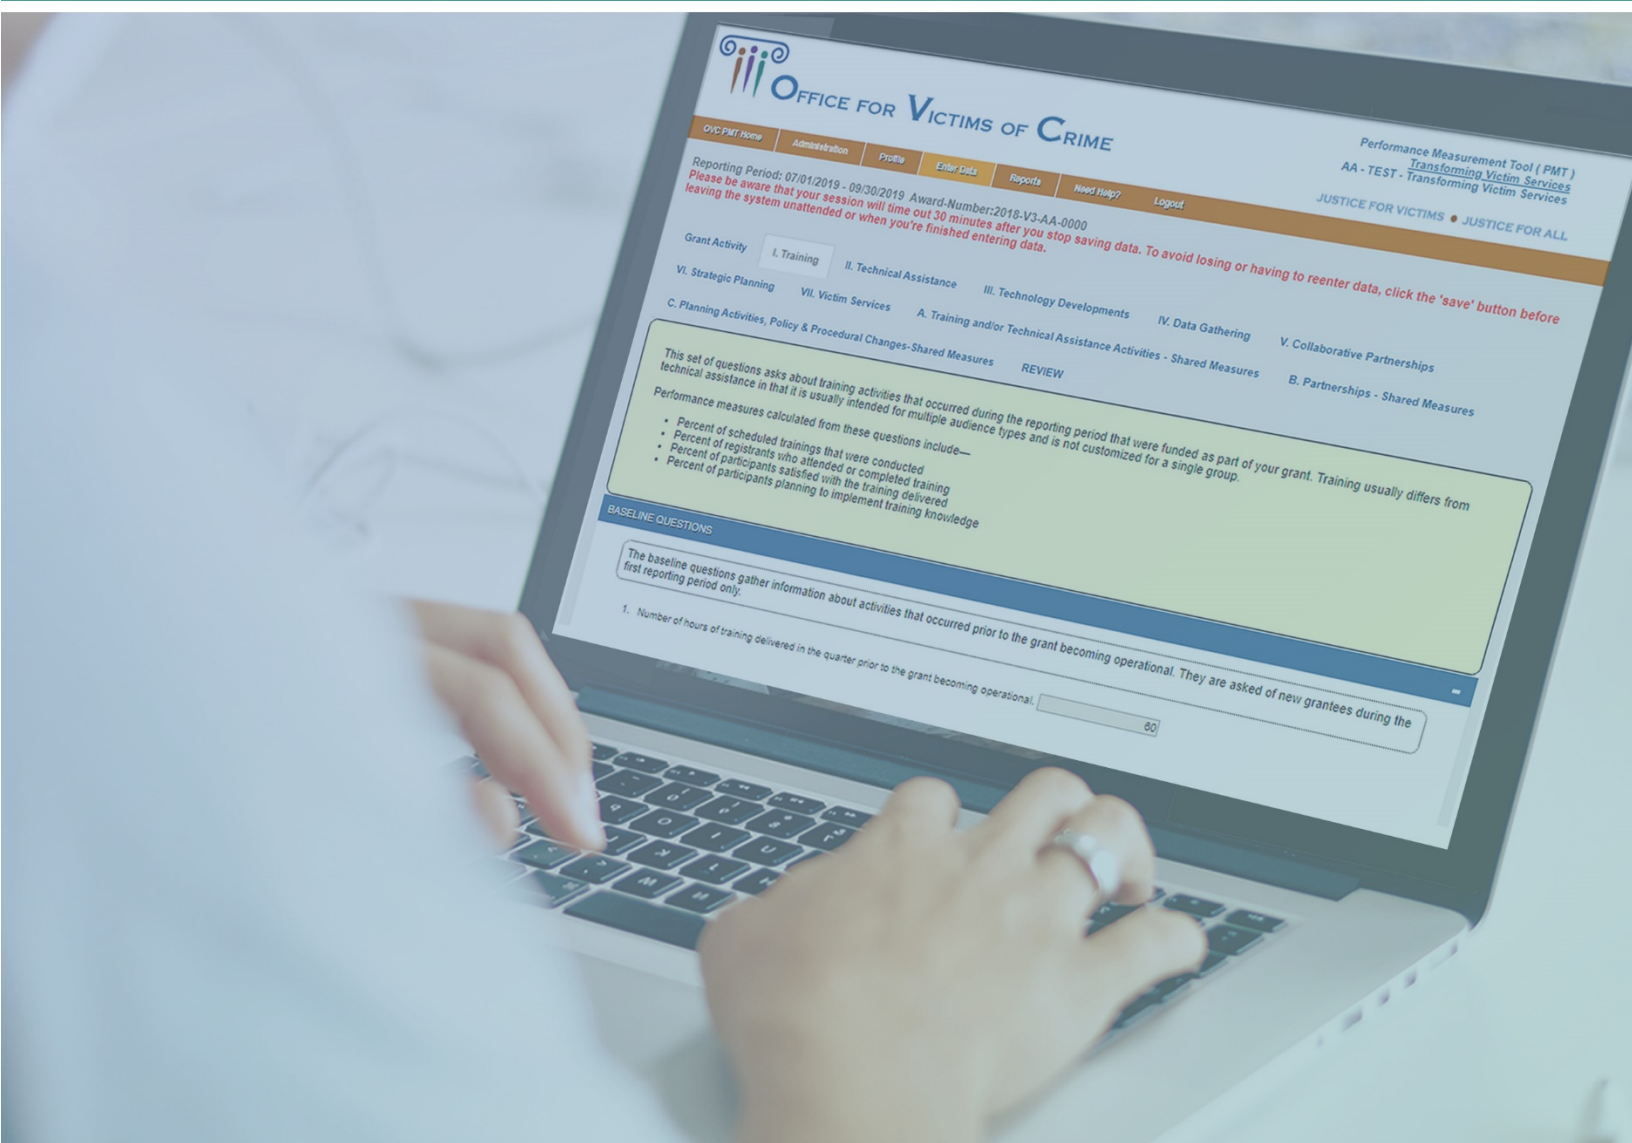 OFFICE FOR VICTIMS OF CRIME
Performance Measurement Tool ( PMT )
Transforming Victim Services
AA - TEST - Transforming Victim Services
JUSTICE FOR VICTIMS ● JUSTICE FOR ALL
OVC PMT Home Administration Profile Enter Data Reports Need Help? Logout
Reporting Period: 07/01/2019 - 09/30/2019 Award-Number:2018-V3-AA-0000
Please be aware that your session will time out 30 minutes after you stop saving data. To avoid losing or having to reenter data, click the 'save' button before
leaving the system unattended or when you're finished entering data.
Grant Activity I. Training II. Technical Assistance III. Technology Developments IV. Data Gathering V. Collaborative Partnerships
VI. Strategic Planning VII. Victim Services A. Training and/or Technical Assistance Activities - Shared Measures B. Partnerships - Shared Measures
C. Planning Activities, Policy & Procedural Changes-Shared Measures REVIEW
This set of questions asks about training activities that occurred during the reporting period that were funded as part of your grant. Training usually differs from
technical assistance in that it is usually intended for multiple audience types and is not customized for a single group.
Performance measures calculated from these questions include—
• Percent of scheduled trainings that were conducted
• Percent of registrants who attended or completed training
• Percent of participants satisfied with the training delivered
• Percent of participants planning to implement training knowledge
BASELINE QUESTIONS
The baseline questions gather information about activities that occurred prior to the grant becoming operational. They are asked of new grantees during the
first reporting period only.
1. Number of hours of training delivered in the quarter prior to the grant becoming operational. 60